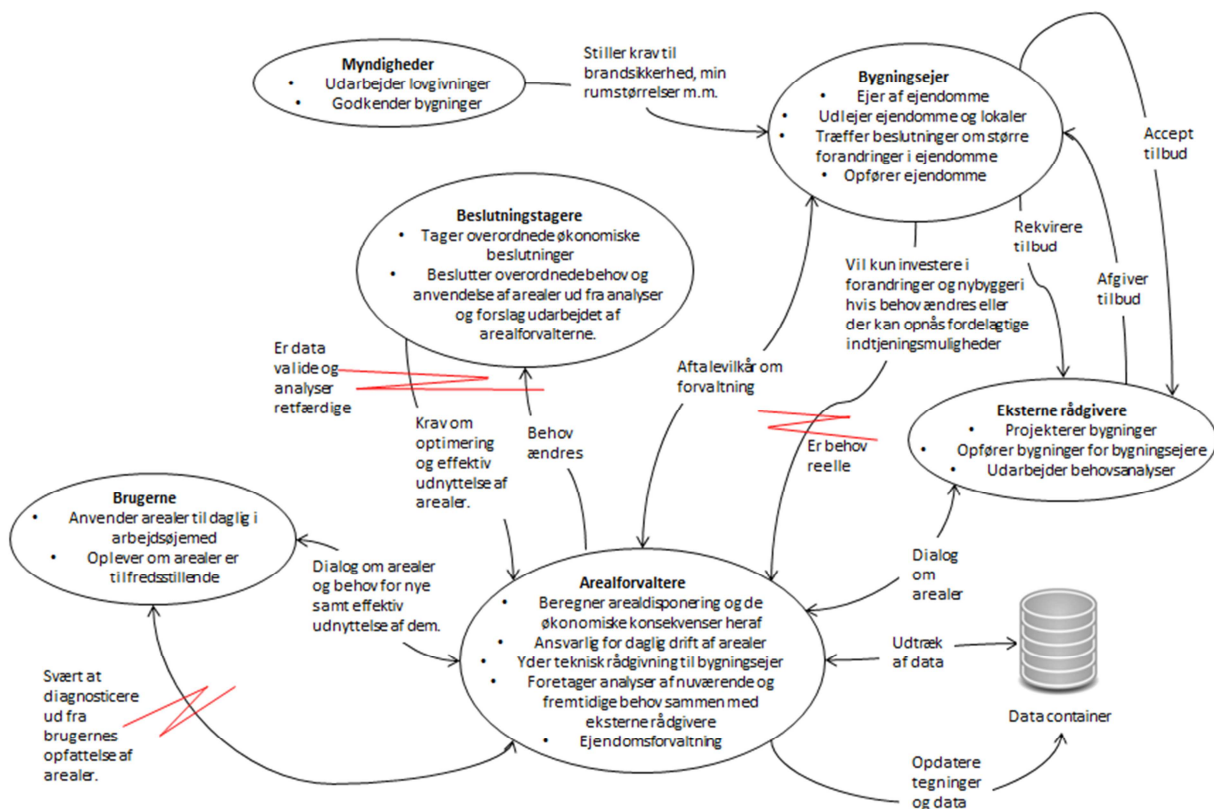 Myndigheder
• Udarbejder lovgivninger
• Godkender bygninger
Stiller krav til
brandsikkerhed, min
rumstørrelser m.m.
Bygningsejer
• Ejer af ejendomme
• Udlejer ejendomme og lokaler
• Træffer beslutninger om større
forandringer i ejendomme
• Opfører ejendomme
Accept
tilbud
Beslutningstagere
• Tager overordnede økonomiske
beslutninger
• Beslutter overordnede behov og
anvendelse af arealer ud fra analyser
og forslag udarbejdet af
arealforvalterne.
Rekvirere
tilbud
Afgiver
tilbud
Vil kun investere i
forandringer og nybyggeri
hvis behov ændres eller
der kan opnås fordelagtige
indtjeningsmuligheder
Er data
valide og
analyser
retfærdige
Aftalevilkår om
forvaltning
Krav om
optimering
og effektiv
udnyttelse af
arealer.
Behov
ændres
Er behov
reelle
Eksterne rådgivere
• Projekterer bygninger
• Opfører bygninger for bygningsejere
• Udarbejder behovsanalyser
Brugerne
• Anvender arealer til daglig i
arbejdsøjemed
• Oplever om arealer er
tilfredsstillende
Dialog om arealer
og behov for nye
samt effektiv
udnyttelse af dem.
Dialog
om
arealer
Arealforvaltere
• Beregner arealdisponering og de
økonomiske konsekvenser heraf
• Ansvarlig for daglig drift af arealer
• Yder teknisk rådgivning til bygningsejer
• Foretager analyser af nuværende og
fremtidige behov sammen med
eksterne rådgivere
• Ejendomsforvaltning
Udtræk
af data
Data container
Svært at
diagnosticere
ud fra
brugernes
opfattelse af
arealer.
Opdatere
tegninger
og data